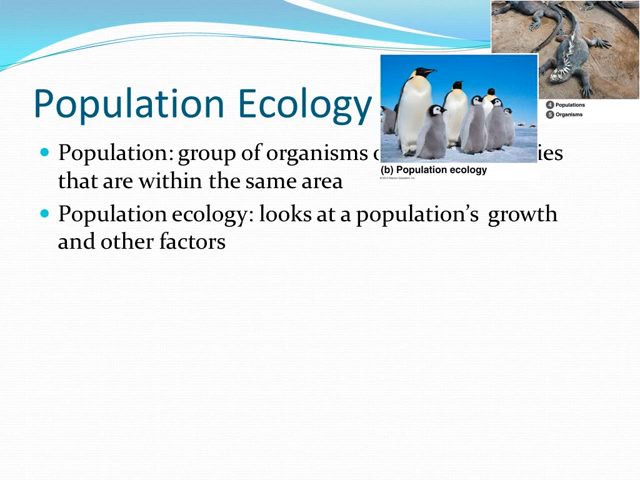 4 Populations
5 Organisms
Population Ecology
Population: group of organisms ies
that are within the same area
(b) Population ecology
Population ecology: looks at a population's growth
and other factors